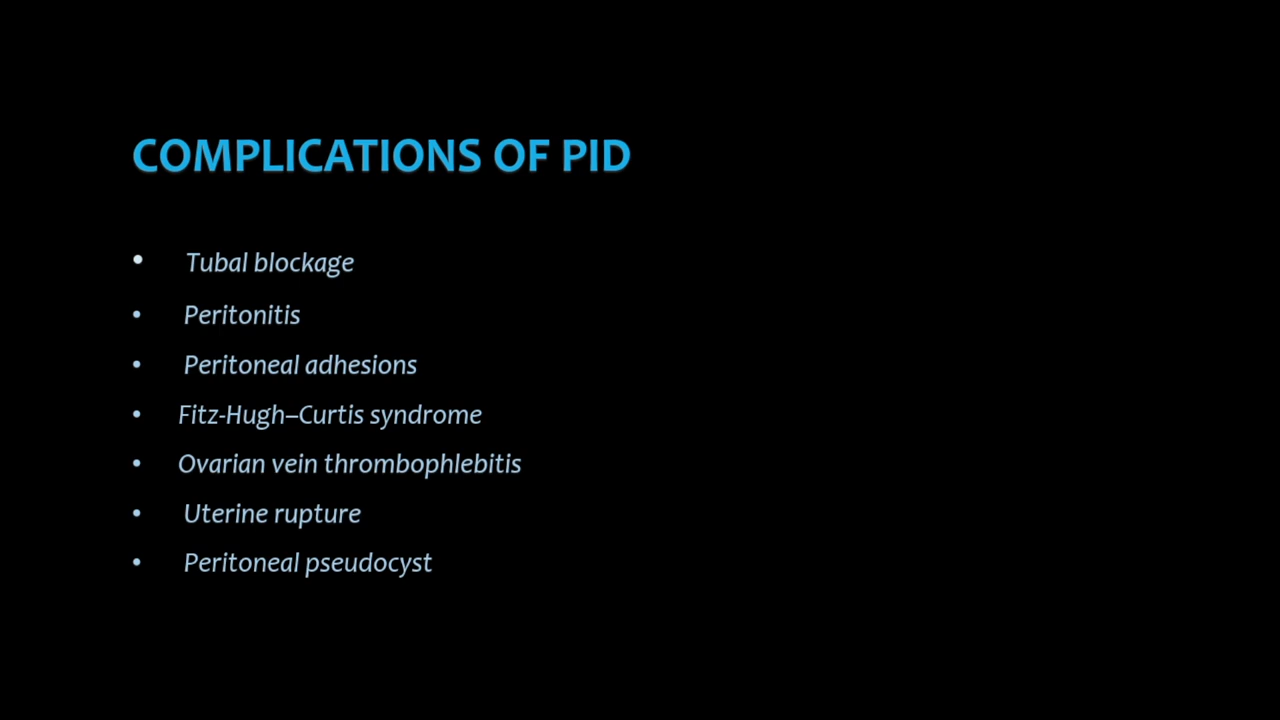 COMPLICATIONS OF PID
• Tubal blockage
• Peritonitis
• Peritoneal adhesions
• Fitz-Hugh–Curtis syndrome
• Ovarian vein thrombophlebitis
• Uterine rupture
• Peritoneal pseudocyst